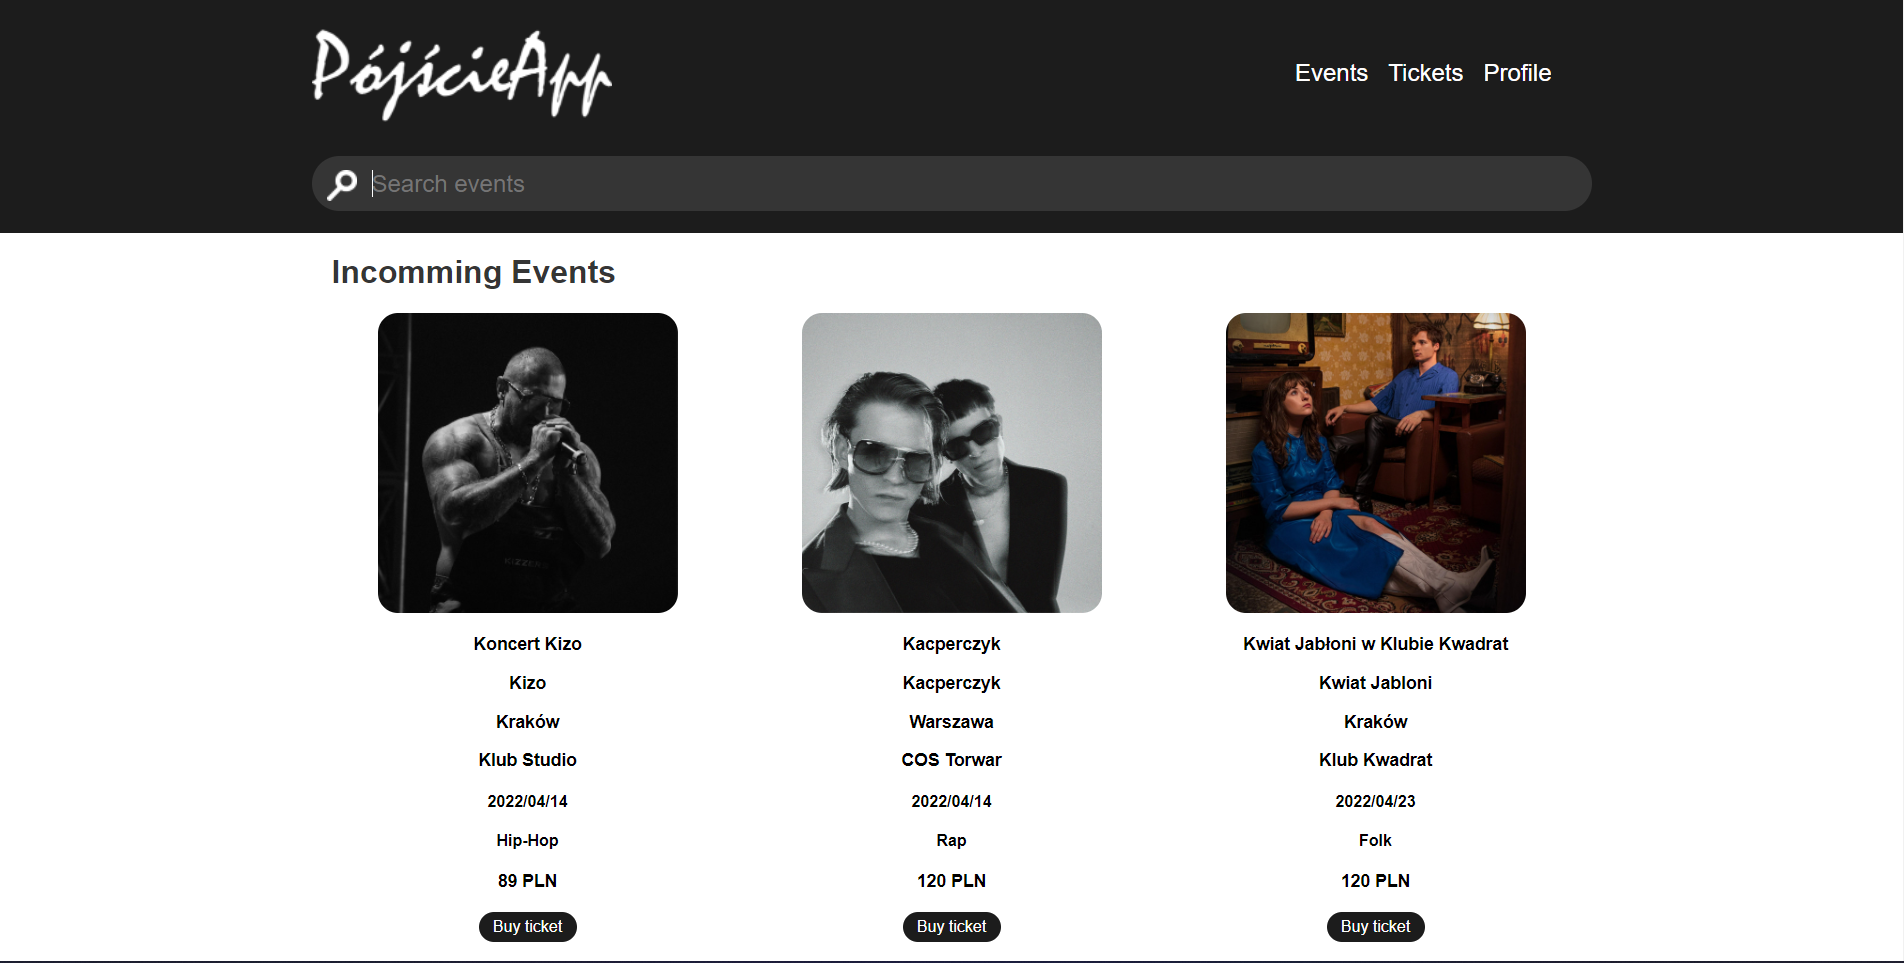 PójścieApp
Events Tickets Profile
Search events
Incomming Events
KIZZERS
Koncert Kizo
Kizo
Kraków
Klub Studio
2022/04/14
Hip-Hop
89 PLN
Buy ticket
Kacperczyk
Kacperczyk
Warszawa
COS Torwar
2022/04/14
Rap
120 PLN
Buy ticket
Kwiat Jabłoni w Klubie Kwadrat
Kwiat Jabloni
Kraków
Klub Kwadrat
2022/04/23
Folk
120 PLN
Buy ticket